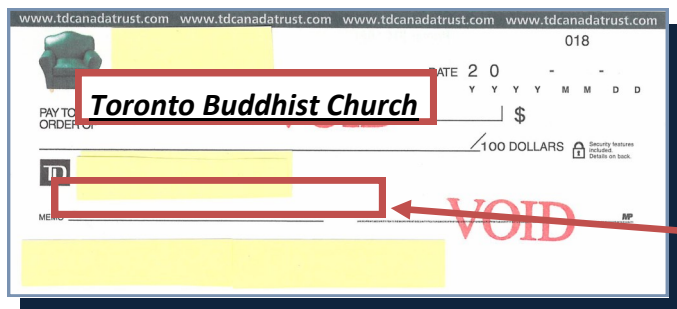 www.tdcanadatrust.com www.tdcanadatrust.com www.tdcanadatrust.com www.tdcanadatrust.com
018
DATE 2 0 - -
Y Y Y Y M M D D
Toronto Buddhist Church
PAY TO
ORDER OF
VOID
$
/100 DOLLARS
Security features
included.
Details on back.
TD
MEMO
VOID
MP